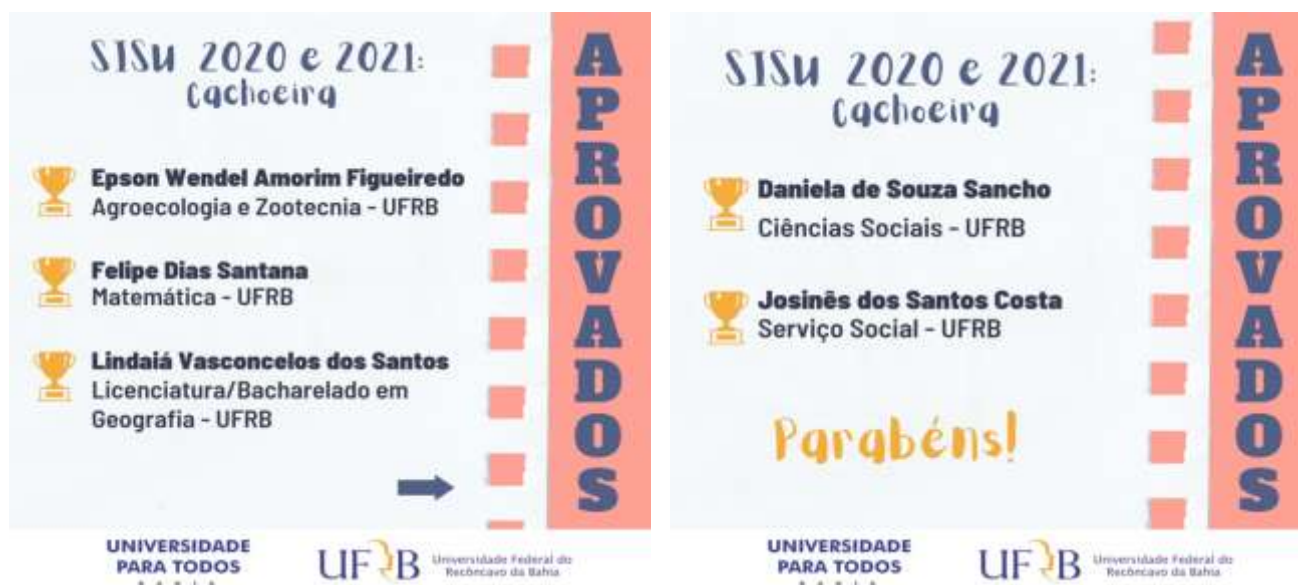 SISU 2020 e 2021:
Cachoeira
Epson Wendel Amorim Figueiredo
Agroecologia e Zootecnia - UFRB
Felipe Dias Santana
Matemática - UFRB
Lindaiá Vasconcelos dos Santos
Licenciatura/Bacharelado em
Geografia - UFRB
APROVADOS
UNIVERSIDADE
PARA TODOS
UFRB
Universidade Federal do
Recôncavo da Bahia
SISU 2020 e 2021:
Cachoeira
Daniela de Souza Sancho
Ciências Sociais - UFRB
Josinês dos Santos Costa
Serviço Social - UFRB
Parabéns!
APROVADOS
UNIVERSIDADE
PARA TODOS
UFRB
Universidade Federal do
Recôncavo da Bahia